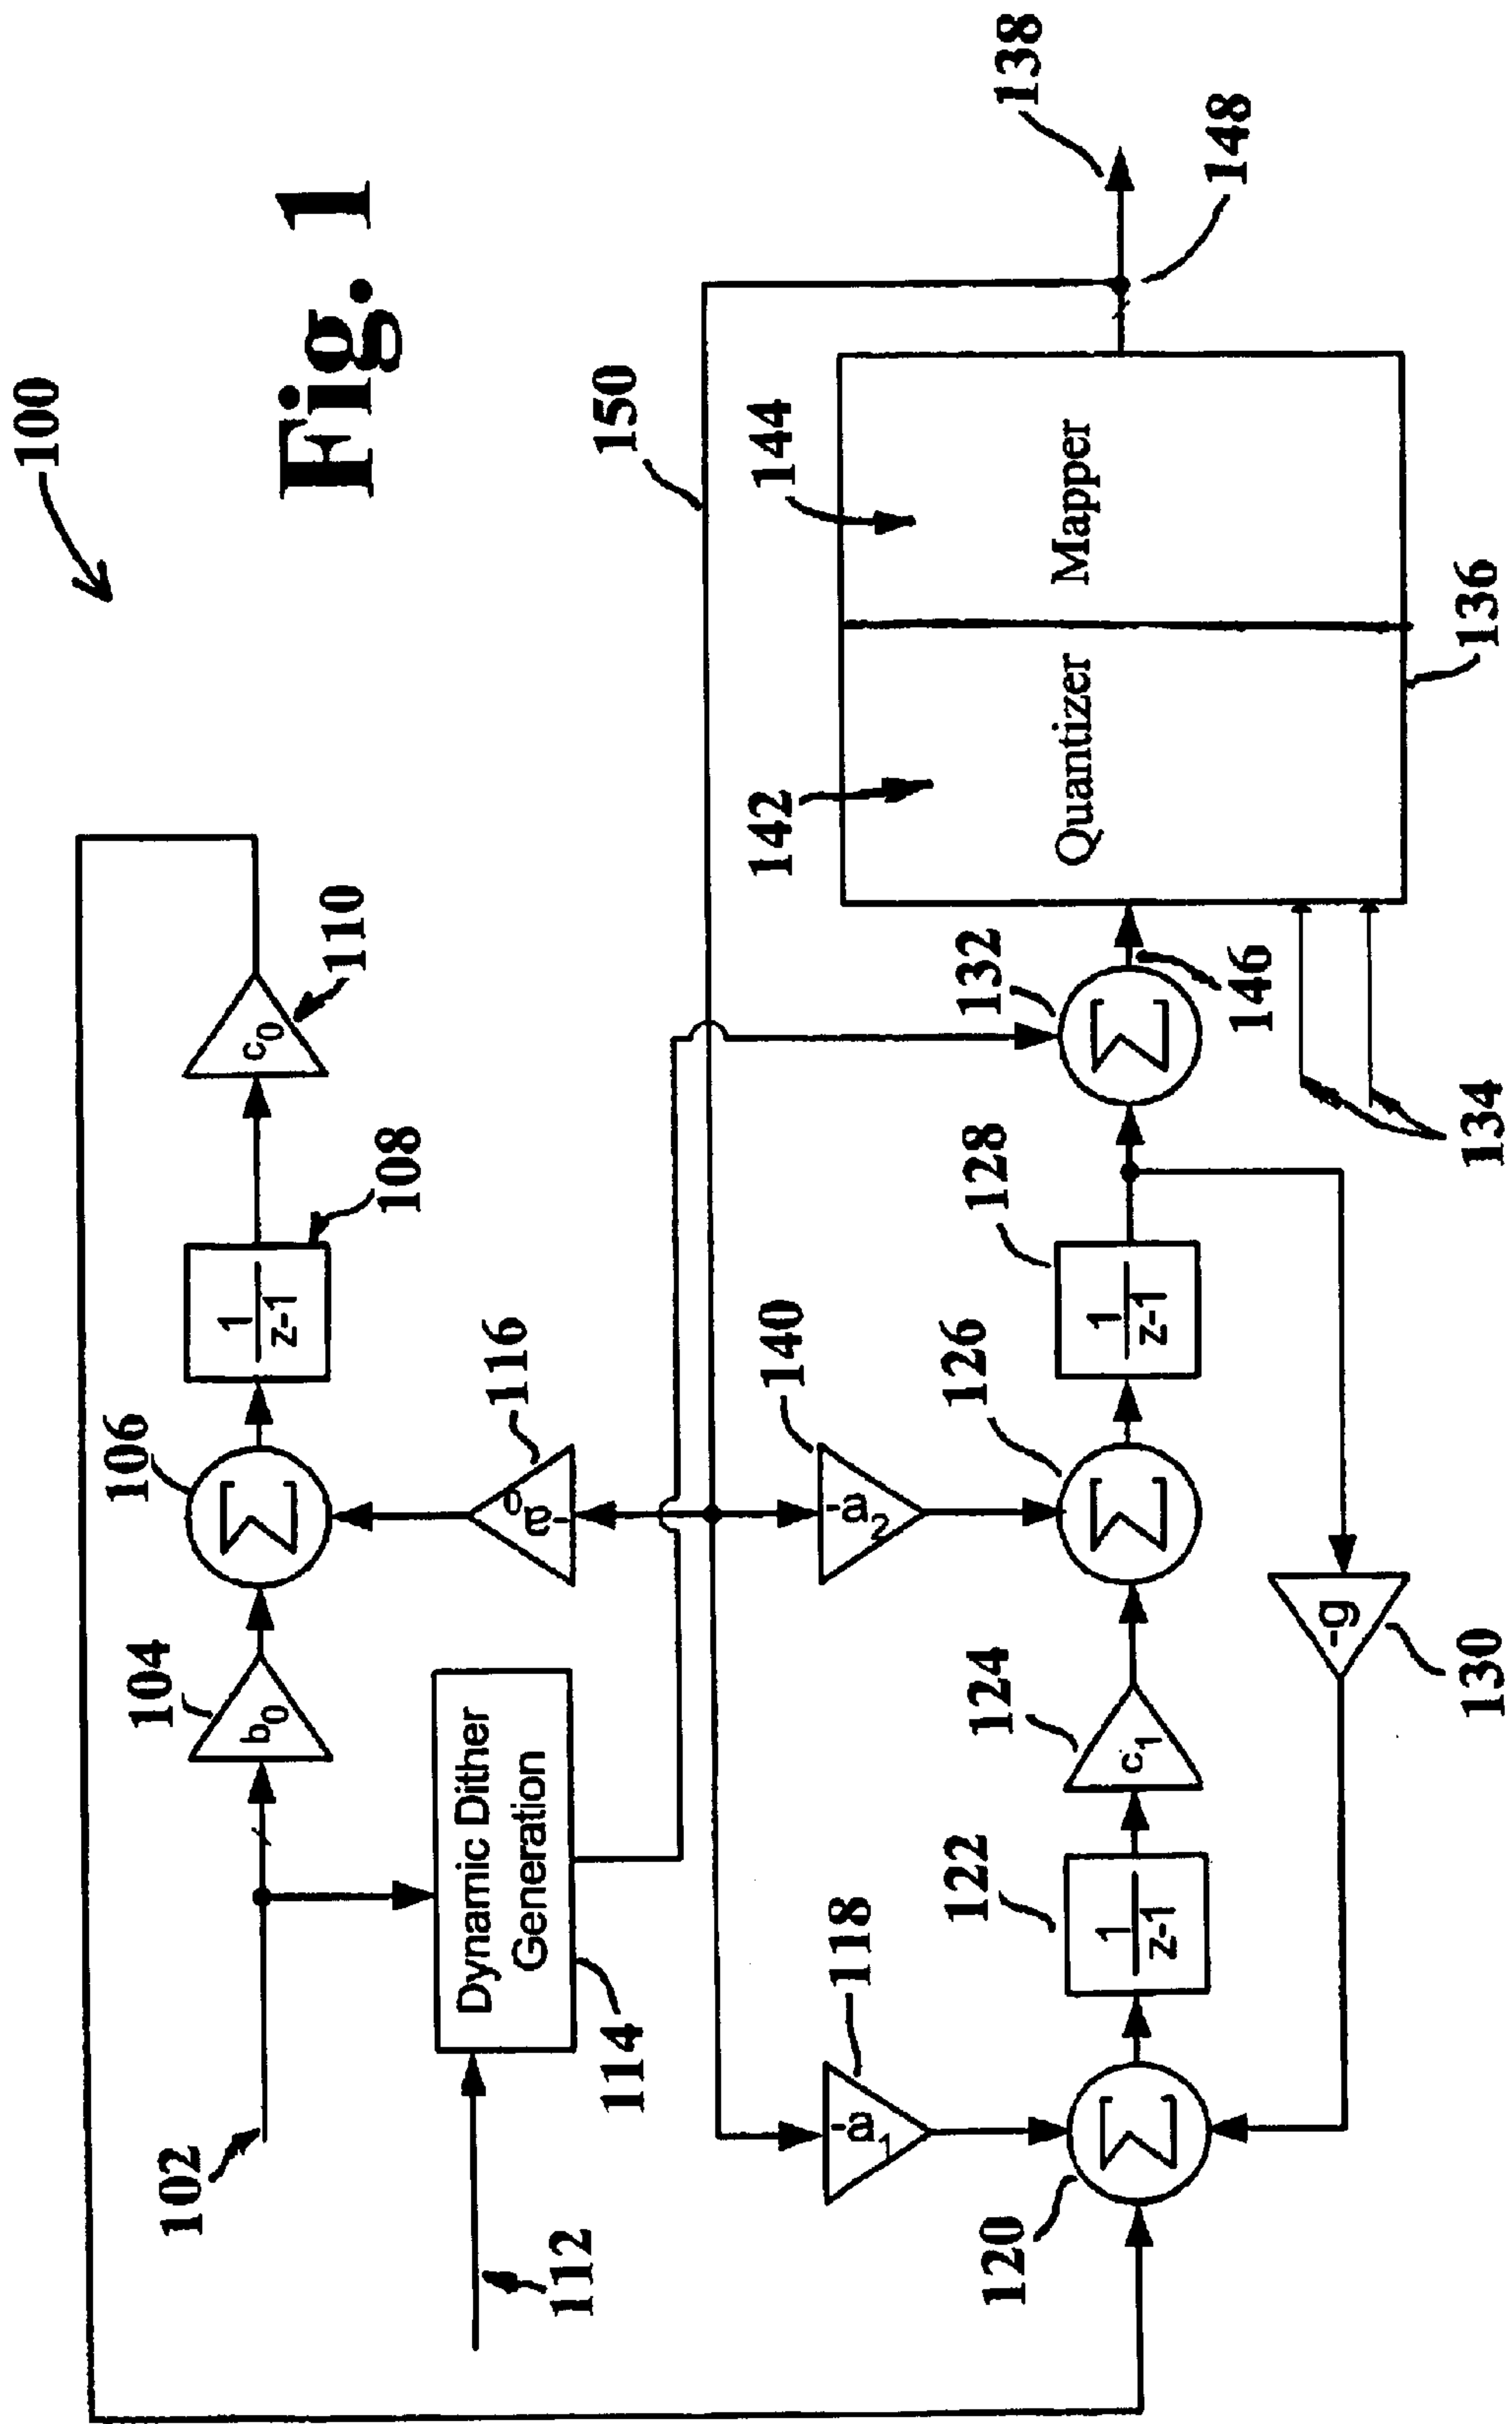 100
Fig. 1
102
104
b0
106
Σ
108
1
z-1
110
c0
112
114
Dynamic Dither
Generation
116
-a0
150
118
-a1
140
-a2
138
148
142
144
Quantizer
Mapper
136
120
Σ
122
1
z-1
124
c1
126
Σ
128
1
z-1
132
Σ
146
134
130
-g